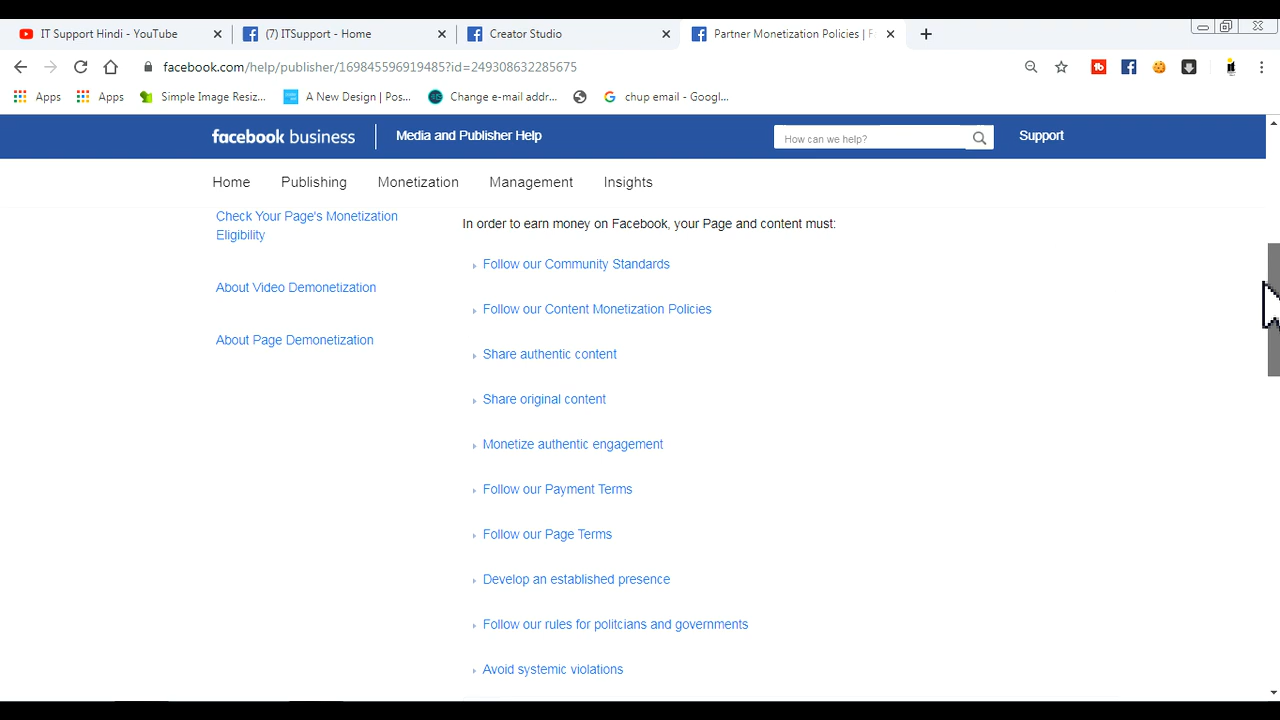 IT Support Hindi - YouTube
(7) ITSupport - Home
Creator Studio
Partner Monetization Policies |
facebook.com/help/publisher/169845596919485?id=249308632285675
Apps
Apps
Simple Image Resiz...
A New Design | Pos...
Change e-mail addr...
chup email - Googl...
facebook business
Media and Publisher Help
How can we help?
Support
Home
Publishing
Monetization
Management
Insights
Check Your Page's Monetization
Eligibility
About Video Demonetization
About Page Demonetization
In order to earn money on Facebook, your Page and content must:
Follow our Community Standards
Follow our Content Monetization Policies
Share authentic content
Share original content
Monetize authentic engagement
Follow our Payment Terms
Follow our Page Terms
Develop an established presence
Follow our rules for politcians and governments
Avoid systemic violations